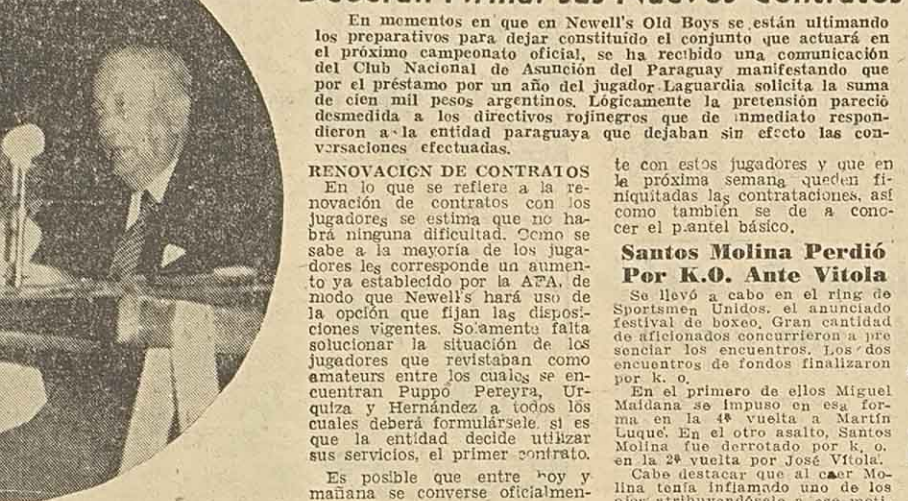 sus Nuevos Contratos
En momentos en que en Newell's Old Boys se están ultimando
los preparativos para dejar constituido el conjunto que actuará en
el próximo campeonato oficial, se ha recibido una comunicación
del Club Nacional de Asunción del Paraguay manifestando que
por el préstamo por un año del jugador Laguardia solicita la suma
de cien mil pesos argentinos. Lógicamente la pretensión pareció
desmedida a los directivos rojinegros que de inmediato respon-
dieron a la entidad paraguaya que dejaban sin efecto las con-
versaciones efectuadas.
RENOVACION DE CONTRATOS
En lo que se refiere a la re-
novación de contratos con los
jugadores se estima que no ha-
brá ninguna dificultad. Como se
sabe a la mayoría de los juga-
dores les corresponde un aumen-
to ya establecido por la AFA, de
modo que Newell's hará uso de
la opción que fijan las disposi-
ciones vigentes. Solamente falta
solucionar la situación de los
jugadores que revistaban como
amateurs entre los cuales se en-
cuentran Puppo Pereyra, Ur-
quiza y Hernández a todos los
cuales deberá formulársele, si es
que la entidad decide utilizar
sus servicios, el primer contrato.
Es posible que entre hoy y
mañana se converse oficialmen-
te con estos jugadores y que en
la próxima semana queden fi-
niquitadas las contrataciones, así
como también se de a cono-
cer el plantel básico.
Santos Molina Perdió
Por K.O. Ante Vitola
Se llevó a cabo en el ring de
Sportsmen Unidos, el anunciado
festival de boxeo. Gran cantidad
de aficionados concurrieron a pre
senciar los encuentros. Los dos
encuentros de fondos finalizaron
por k. o.
En el primero de ellos Miguel
Maidana se impuso en esa for-
ma en la 4ª vuelta a Martín
Luque. En el otro asalto, Santos
Molina fue derrotado por k. o.
en la 2ª vuelta por José Vitola.
Cabe destacar que al caer Mo-
lina tenía inflamado uno de los